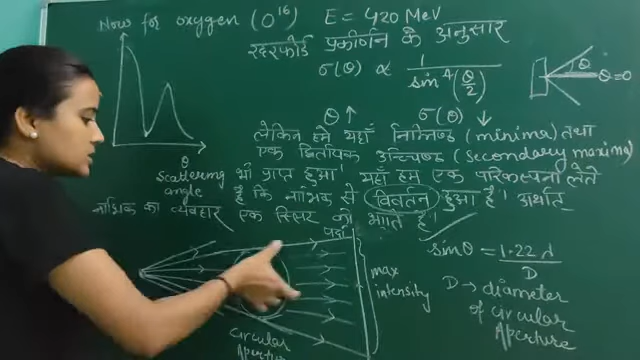 Now for oxygen (O¹⁶) E = 420 MeV
रदरफोर्ड प्रकीर्णन के अनुसार
σ(θ) ∝ 1 / sin⁴(θ/2)
θ θ=0
θ↑ σ(θ)↓
लेकिन हमें यहाँ निम्निष्ठ (minima) तथा
एक द्वितीयक उच्चिष्ठ (secondary maxima)
भी प्राप्त हुआ। यहाँ हम एक परिकल्पना लेते
है कि नाभिक से विवर्तन हुआ है। अर्थात्
नाभिक का व्यवहार एक स्लिट की भाँति है।
θ
Scattering
angle
पर्दा
max
intensity
circular
Aperture
sinθ = 1.22 λ / D
D → diameter
of circular
Aperture